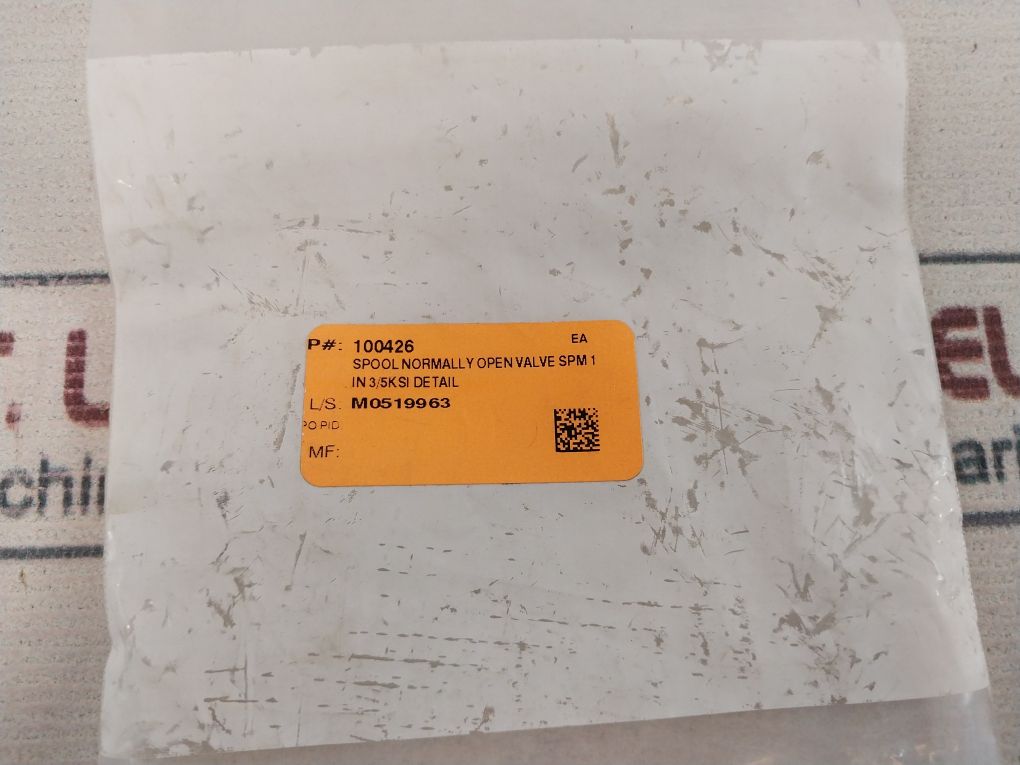 P#: 100426 EA
SPOOL NORMALLY OPEN VALVE SPM 1
IN 3/5KSI DETAIL
L/S. M0519963
PO PID
MF: